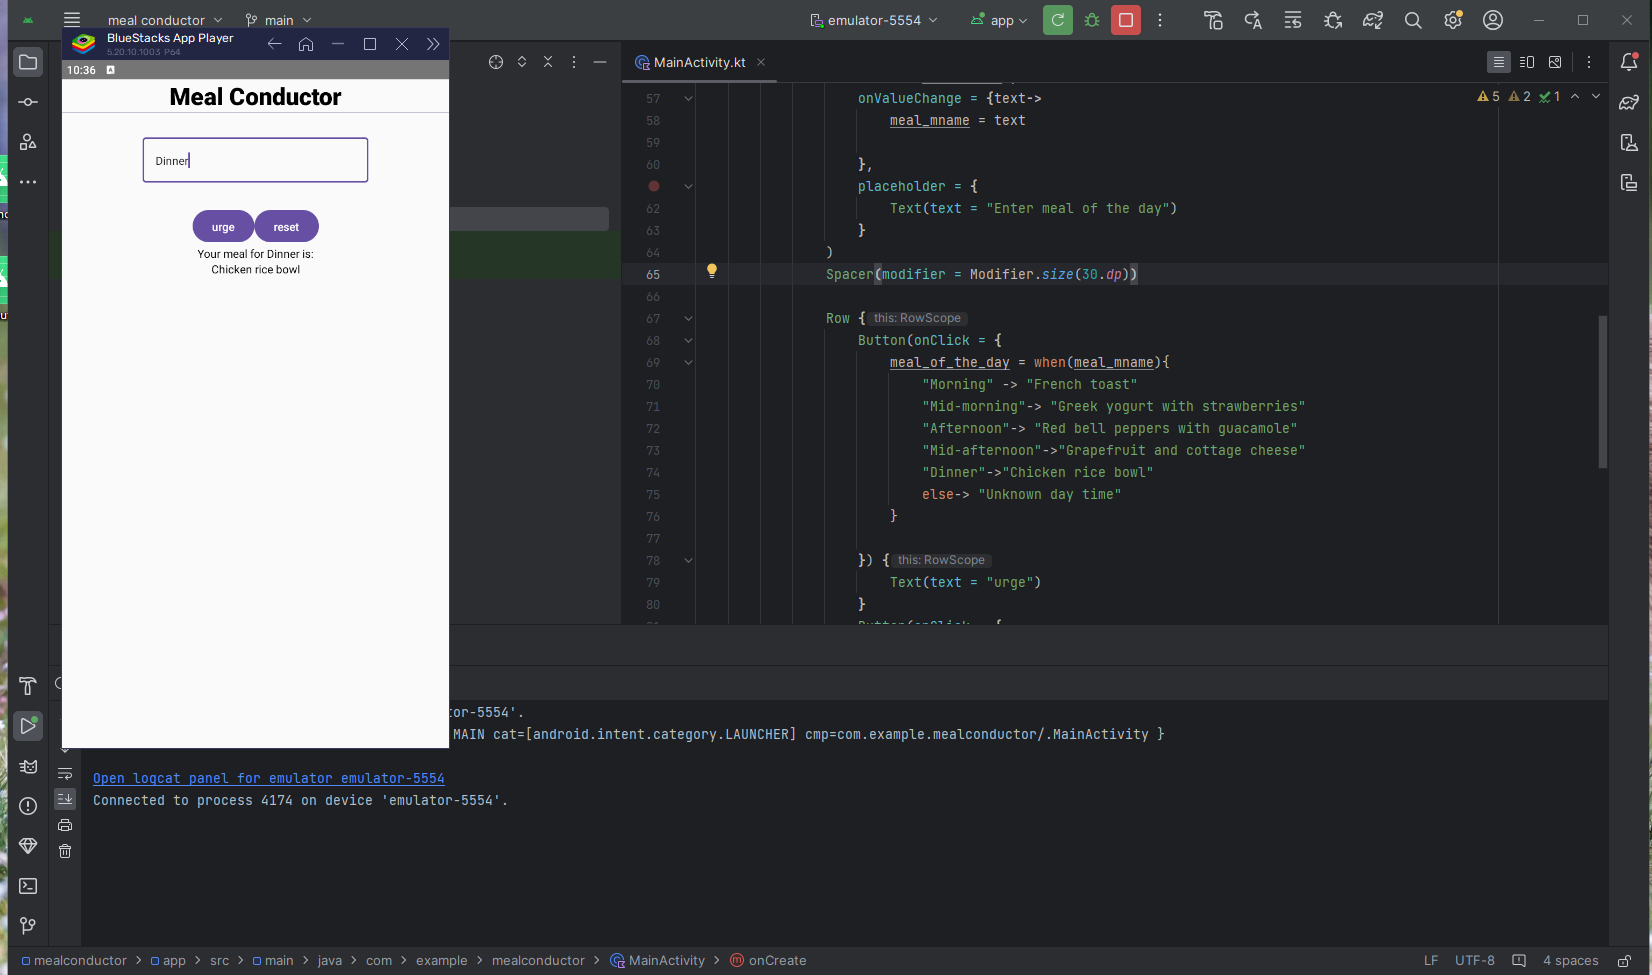 meal conductor
main
emulator-5554
app
BlueStacks App Player
5.20.10.1003 P64
10:36
Meal Conductor
Dinner
urge
reset
Your meal for Dinner is:
Chicken rice bowl
MainActivity.kt
5 2 1
57 onValueChange = {text->
58 meal_mname = text
59
60 },
placeholder = {
62 Text(text = "Enter meal of the day")
63 }
64 )
65 Spacer(modifier = Modifier.size(30.dp))
66
67 Row { this: RowScope
68 Button(onClick = {
69 meal_of_the_day = when(meal_mname){
70 "Morning" -> "French toast"
71 "Mid-morning"-> "Greek yogurt with strawberries"
72 "Afternoon"-> "Red bell peppers with guacamole"
73 "Mid-afternoon"->"Grapefruit and cottage cheese"
74 "Dinner"->"Chicken rice bowl"
75 else-> "Unknown day time"
76 }
77
78 }) { this: RowScope
79 Text(text = "urge")
80 }
Button(onClick = {
tor-5554'.
MAIN cat=[android.intent.category.LAUNCHER] cmp=com.example.mealconductor/.MainActivity }
Open logcat panel for emulator emulator-5554
Connected to process 4174 on device 'emulator-5554'.
mealconductor > app > src > main > java > com > example > mealconductor > MainActivity > onCreate
LF UTF-8 4 spaces